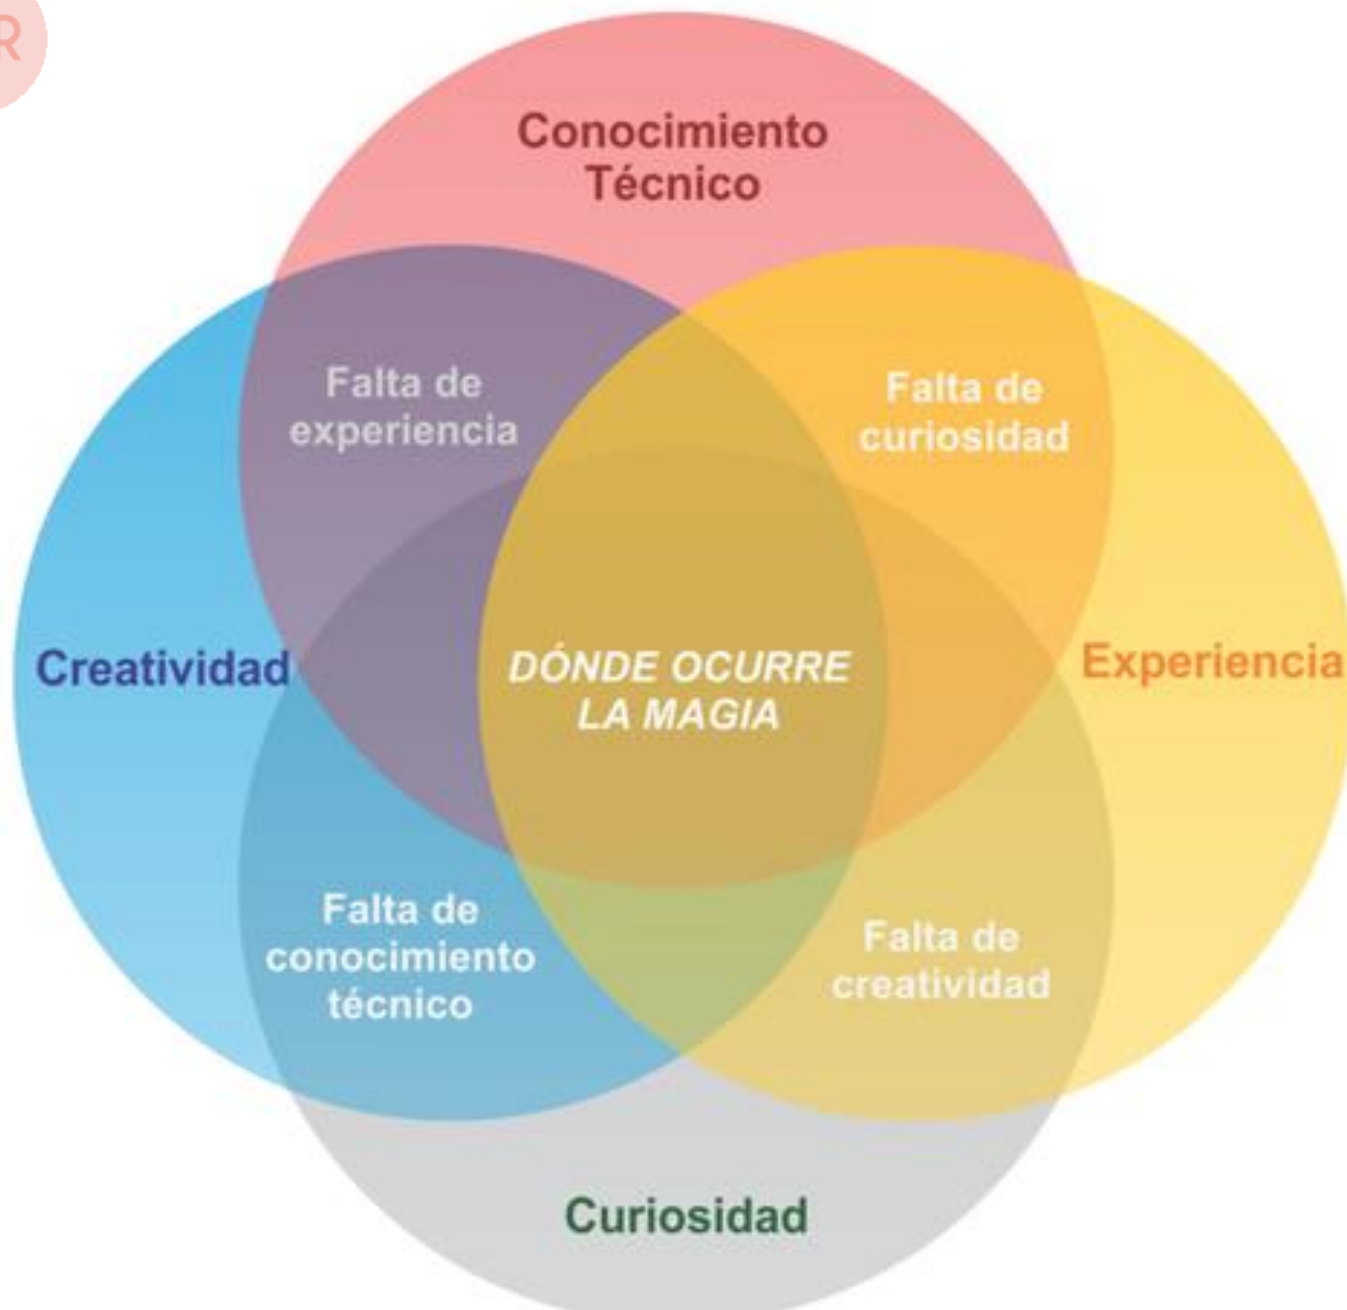 R
Conocimiento
Técnico
Falta de
experiencia
Falta de
curiosidad
Creatividad
DÓNDE OCURRE
LA MAGIA
Experiencia
Falta de
conocimiento
técnico
Falta de
creatividad
Curiosidad